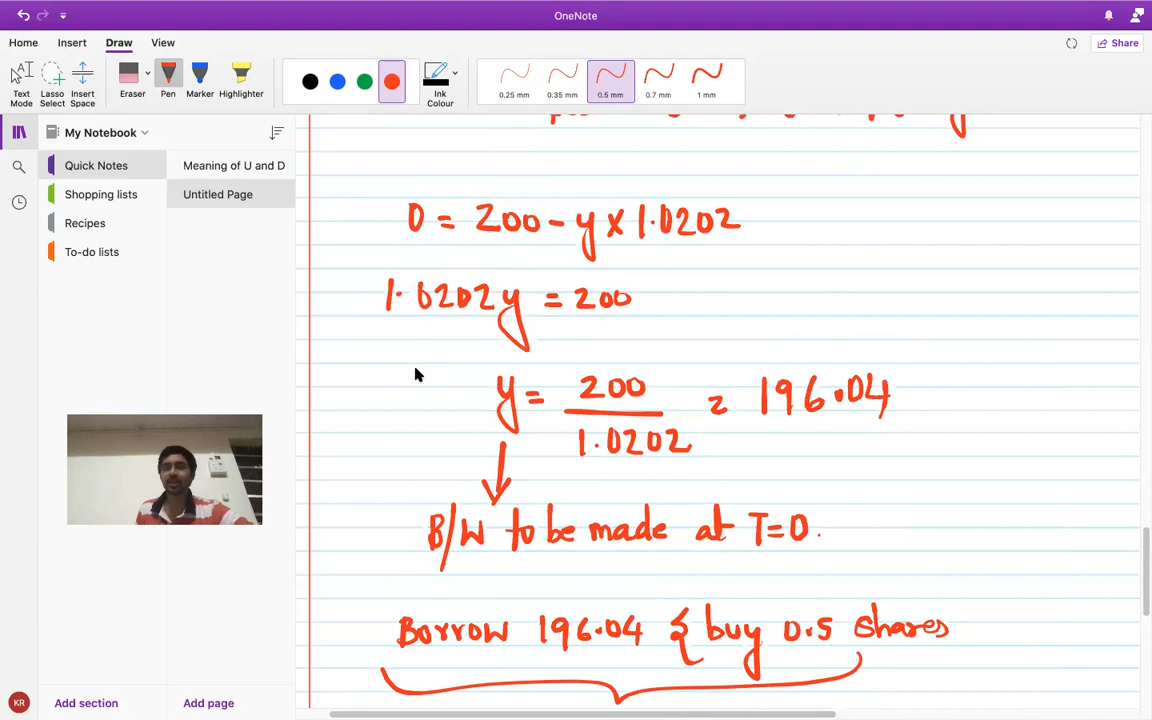 OneNote
Home Insert Draw View
Share
Text Mode
Lasso Select
Insert Space
Eraser
Pen
Marker
Highlighter
Ink Colour
0.25 mm
0.35 mm
0.5 mm
0.7 mm
1 mm
My Notebook
Quick Notes
Shopping lists
Recipes
To-do lists
Meaning of U and D
Untitled Page
0 = 200 - y x 1.0202
1.0202y = 200
y = 200 / 1.0202 = 196.04
B/W to be made at T=0.
Borrow 196.04 & buy 0.5 shares
KR
Add section
Add page